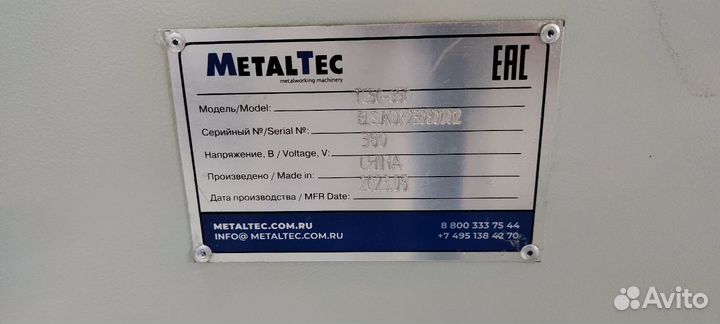 METALTEC
metalworking machinery
EAC
Модель/Model:
Серийный №/Serial №:
Напряжение, В / Voltage, V: 380
Произведено / Made in: CHINA
Дата производства / MFR Date:
METALTEC.COM.RU 8 800 333 75 44
INFO@ METALTEC.COM.RU +7 495 138 42 70
Avito